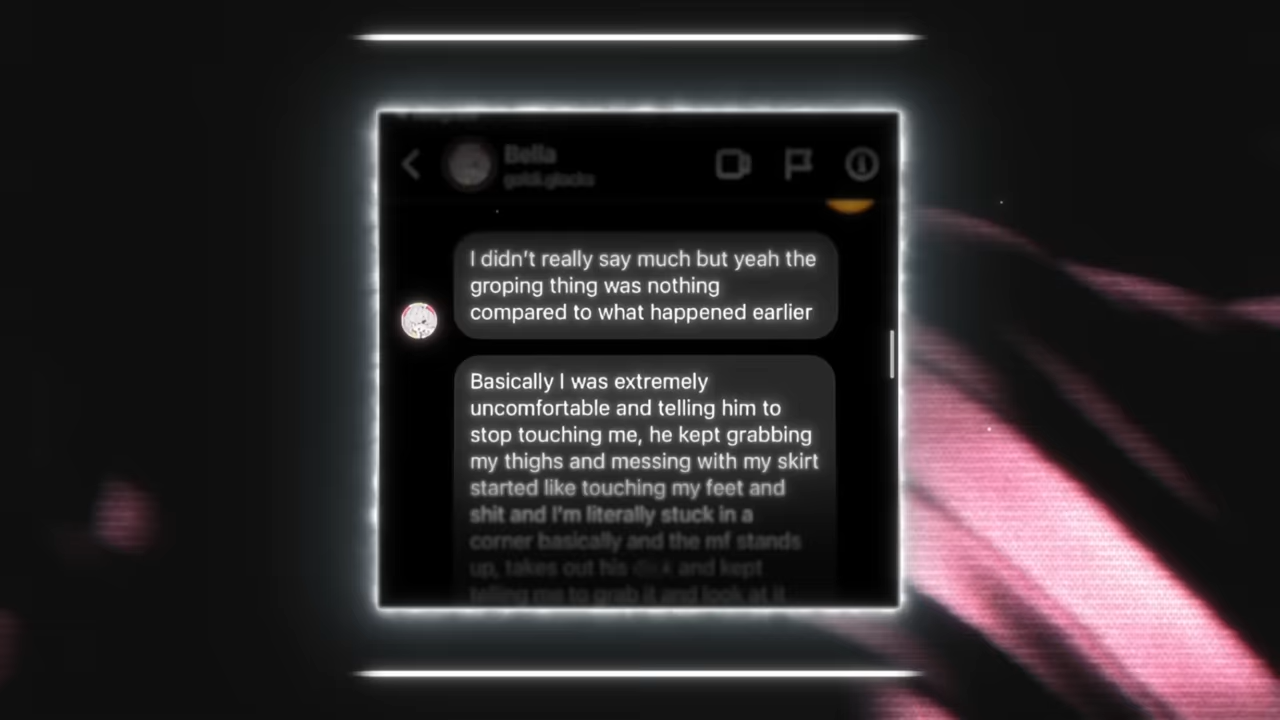 Bella
I didn't really say much but yeah the
groping thing was nothing
compared to what happened earlier
Basically I was extremely
uncomfortable and telling him to
stop touching me, he kept grabbing
my thighs and messing with my skirt
started like touching my feet and
shit and I'm literally stuck in a
corner basically and the mf stands
up, takes out his and kept
telling me to grab it and look at it